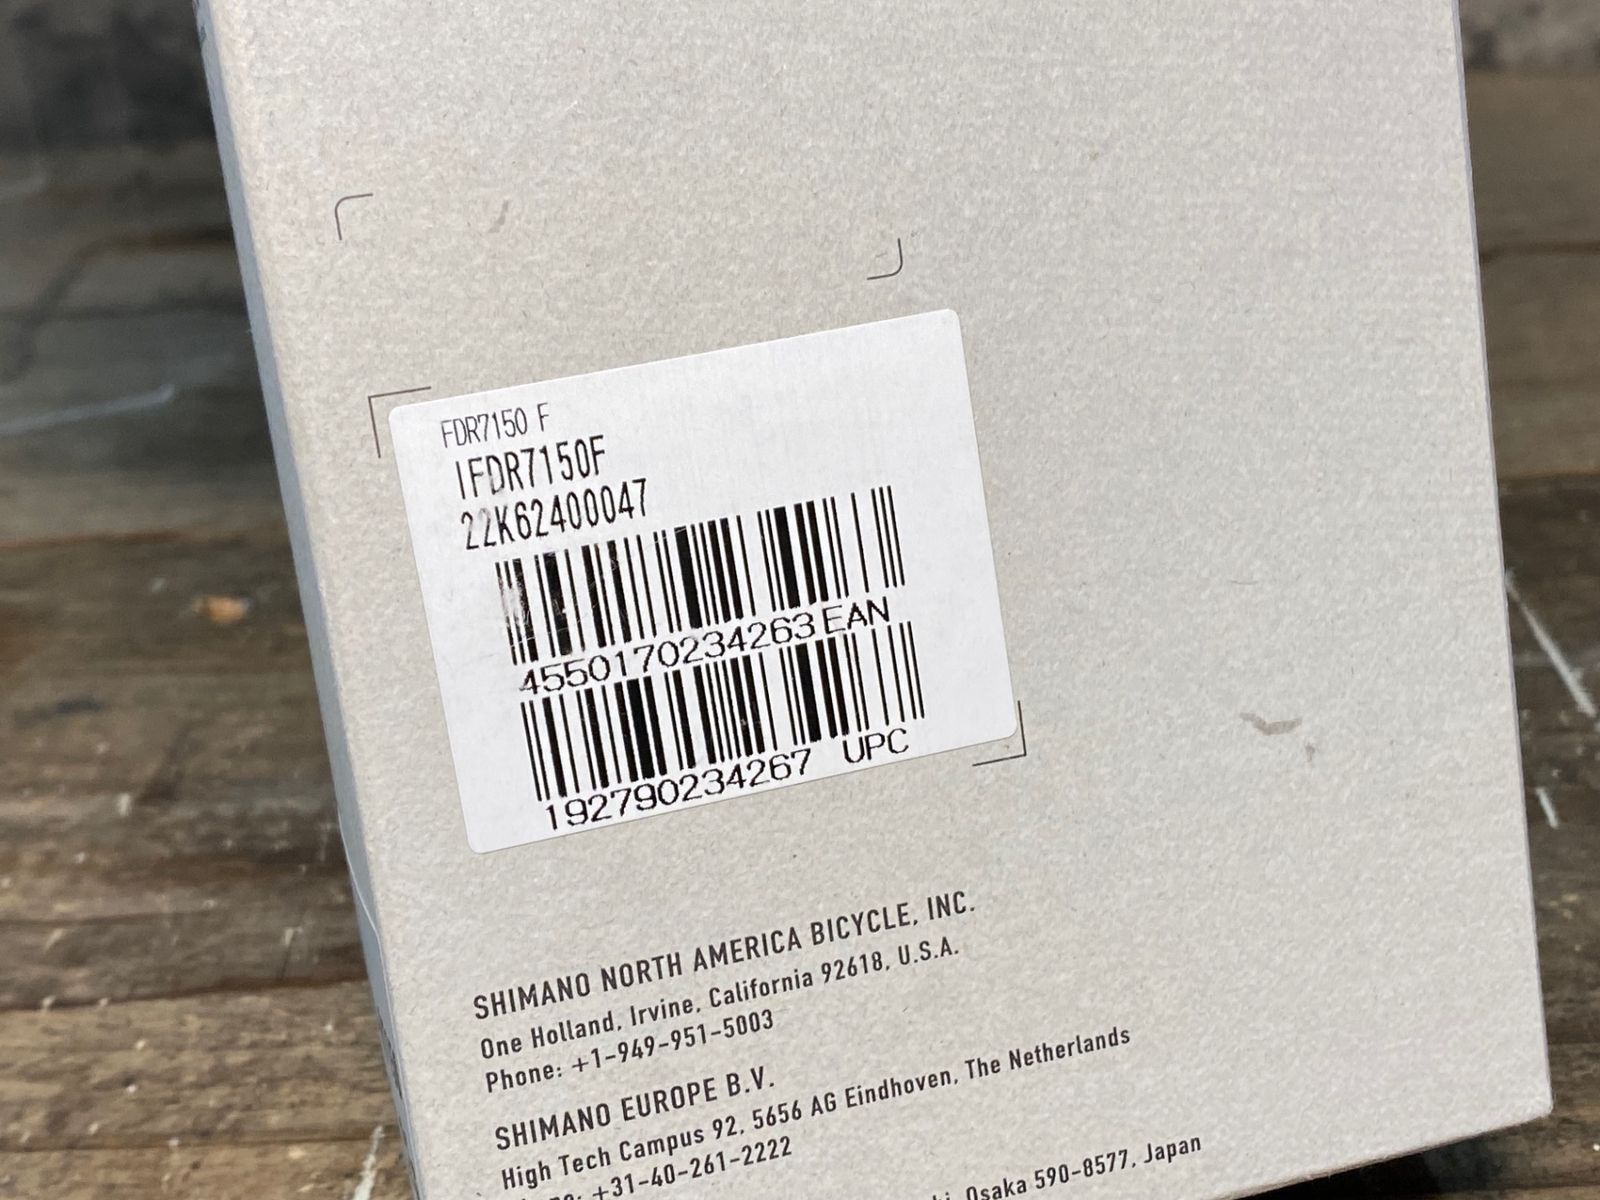 FDR7150 F
IFDR7150F
22K62400047
4550170234263 EAN
192790234267 UPC
SHIMANO NORTH AMERICA BICYCLE, INC.
One Holland, Irvine, California 92618, U.S.A.
Phone: +1-949-951-5003
SHIMANO EUROPE B.V.
High Tech Campus 92, 5656 AG Eindhoven, The Netherlands
+31-40-261-2222
Osaka 590-8577, Japan